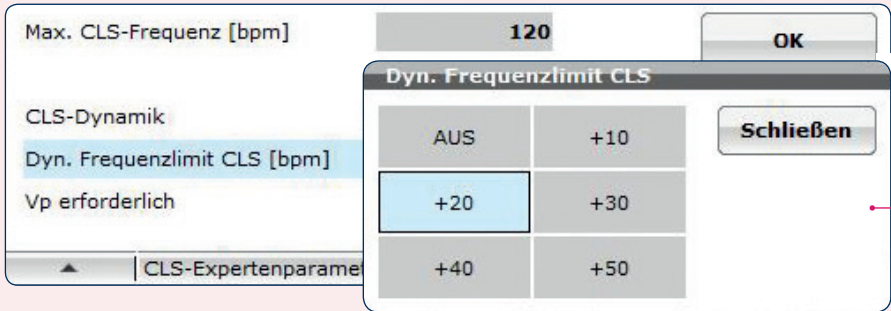 Max. CLS-Frequenz [bpm] 120 OK
CLS-Dynamik
Dyn. Frequenzlimit CLS [bpm]
Vp erforderlich
CLS-Expertenparamet
Dyn. Frequenzlimit CLS
AUS +10 Schließen
+20 +30
+40 +50